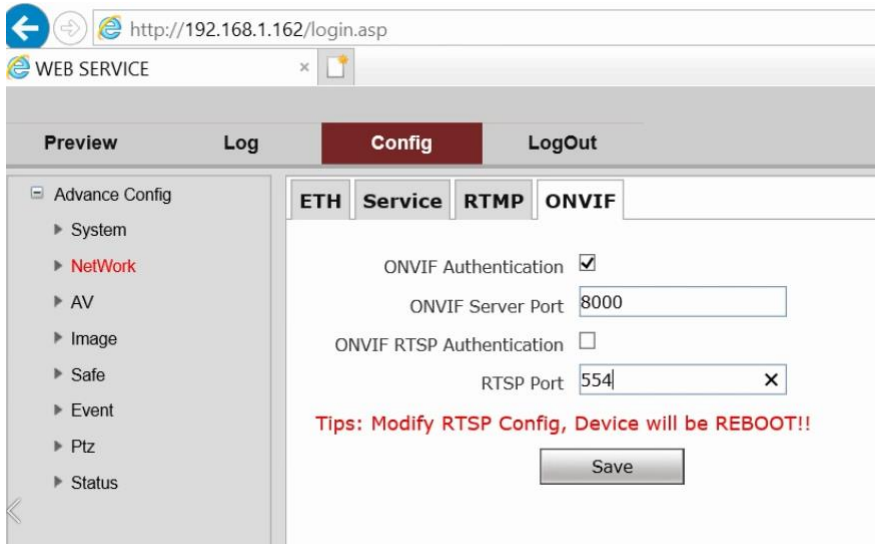 http://192.168.1.162/login.asp
WEB SERVICE
Preview Log Config LogOut
Advance Config
System
NetWork
AV
Image
Safe
Event
Ptz
Status
ETH Service RTMP ONVIF
ONVIF Authentication
ONVIF Server Port 8000
ONVIF RTSP Authentication
RTSP Port 554
Tips: Modify RTSP Config, Device will be REBOOT!!
Save